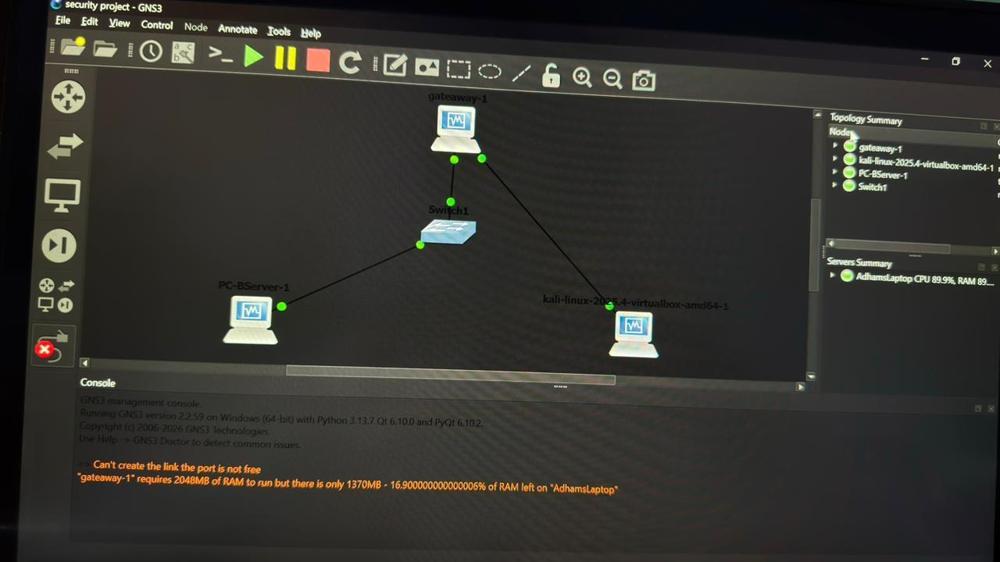 security project - GNS3
File Edit View Control Node Annotate Tools Help
gateaway-1
Switch1
PC-BServer-1
kali-linux-2025.4-virtualbox-amd64-1
Topology Summary
Node
gateaway-1
kali-linux-2025.4-virtualbox-amd64-1
PC-BServer-1
Switch1
Servers Summary
AdhamsLaptop CPU 89.9%, RAM 89....
Console
GNS3 management console.
Running GNS3 version 2.2.59 on Windows (64-bit) with Python 3.13.7 Qt 6.10.0 and PyQt 6.10.2.
Copyright (c) 2006-2026 GNS3 Technologies.
Use Help -> GNS3 Doctor to detect common issues.
=> Can't create the link the port is not free
"gateaway-1" requires 2048MB of RAM to run but there is only 1370MB - 16.900000000000006% of RAM left on "AdhamsLaptop"